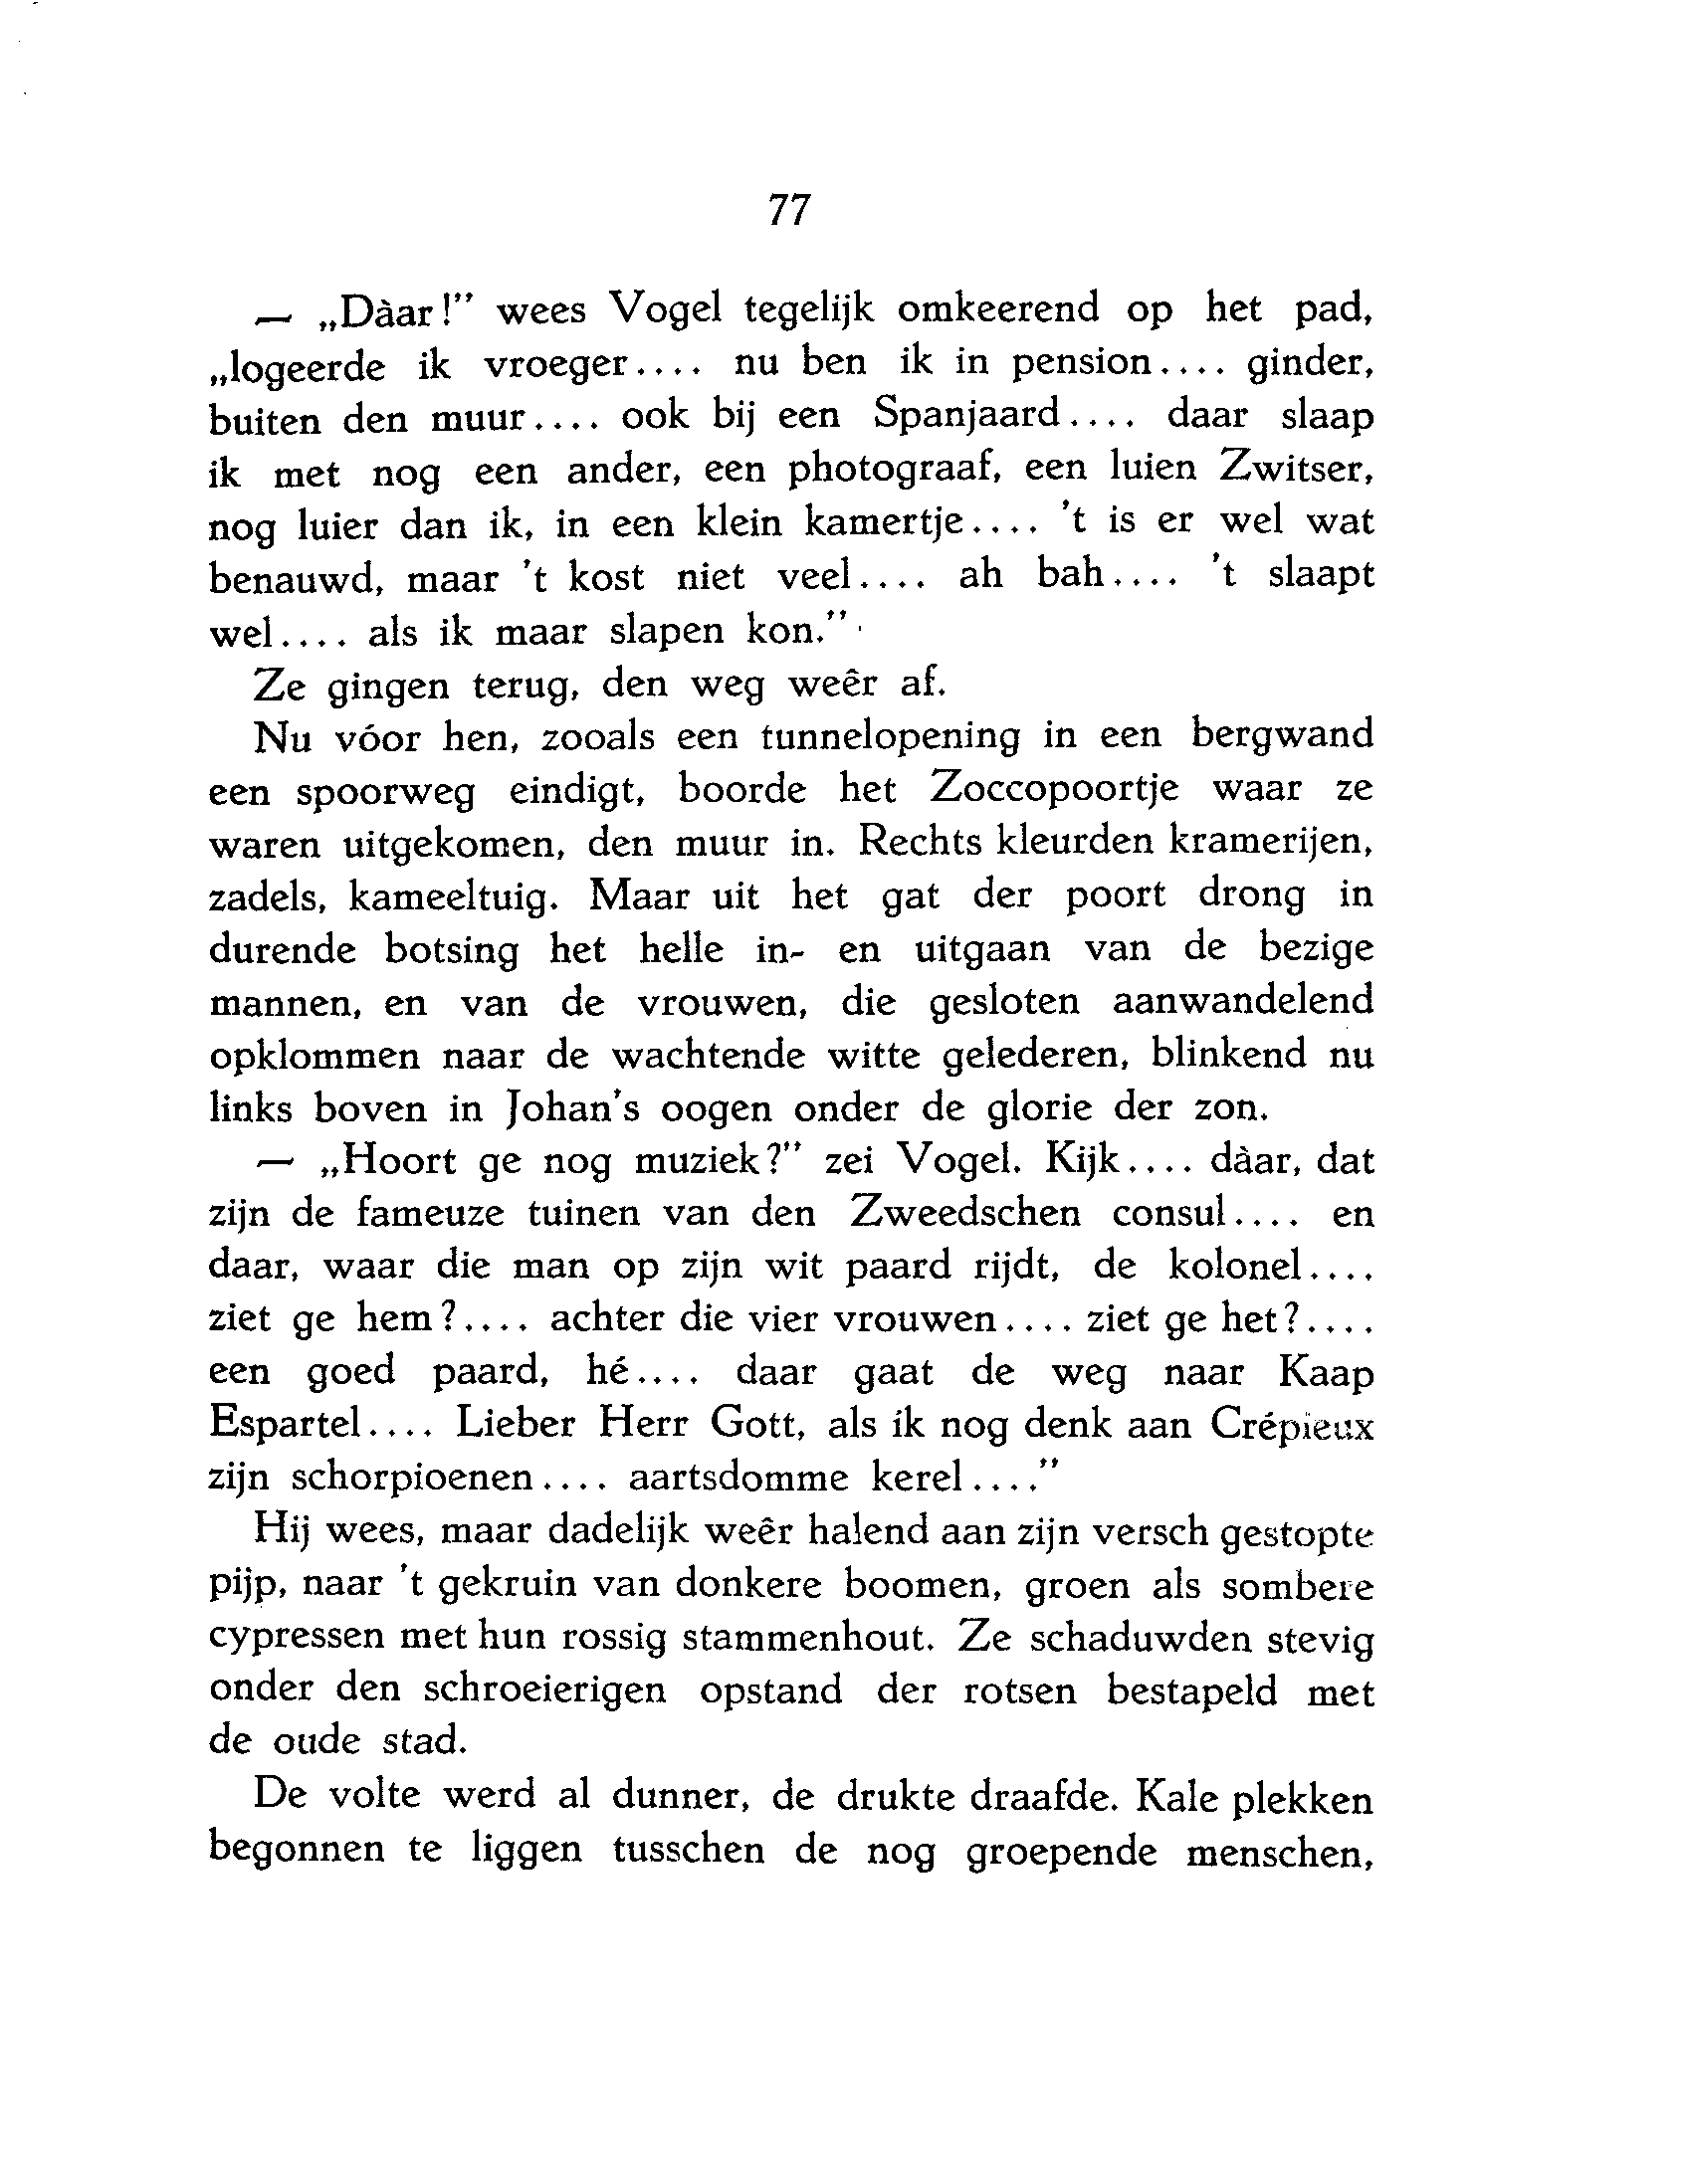 77
— „Dàar!” wees Vogel tegelijk omkeerend op het pad,
„logeerde ik vroeger.... nu ben ik in pension.... ginder,
buiten den muur.... ook bij een Spanjaard.... daar slaap
ik met nog een ander, een photograaf, een luien Zwitser,
nog luier dan ik, in een klein kamertje.... 't is er wel wat
benauwd, maar 't kost niet veel.... ah bah.... 't slaapt
wel.... als ik maar slapen kon.”
Ze gingen terug, den weg weêr af.
Nu vóor hen, zooals een tunnelopening in een bergwand
een spoorweg eindigt, boorde het Zoccopoortje waar ze
waren uitgekomen, den muur in. Rechts kleurden kramerijen,
zadels, kameeltuig. Maar uit het gat der poort drong in
durende botsing het helle in- en uitgaan van de bezige
mannen, en van de vrouwen, die gesloten aanwandelend
opklommen naar de wachtende witte gelederen, blinkend nu
links boven in Johan's oogen onder de glorie der zon.
— „Hoort ge nog muziek?” zei Vogel. Kijk.... dàar, dat
zijn de fameuze tuinen van den Zweedschen consul.... en
daar, waar die man op zijn wit paard rijdt, de kolonel....
ziet ge hem?.... achter die vier vrouwen.... ziet ge het?....
een goed paard, hé.... daar gaat de weg naar Kaap
Espartel.... Lieber Herr Gott, als ik nog denk aan Crépieux
zijn schorpioenen.... aartsdomme kerel....”
Hij wees, maar dadelijk weêr halend aan zijn versch gestopte
pijp, naar 't gekruin van donkere boomen, groen als sombere
cypressen met hun rossig stammenhout. Ze schaduwden stevig
onder den schroeierigen opstand der rotsen bestapeld met
de oude stad.
De volte werd al dunner, de drukte draafde. Kale plekken
begonnen te liggen tusschen de nog groepende menschen,